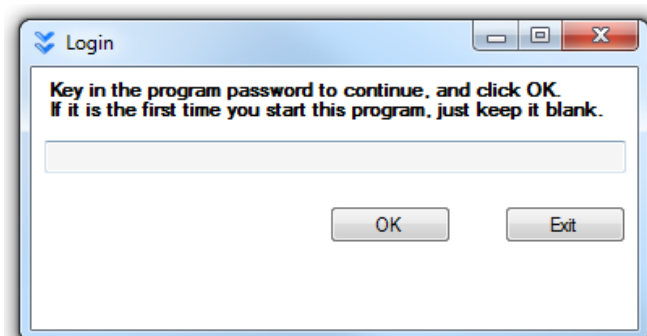 Login
Key in the program password to continue, and click OK.
If it is the first time you start this program, just keep it blank.
OK Exit